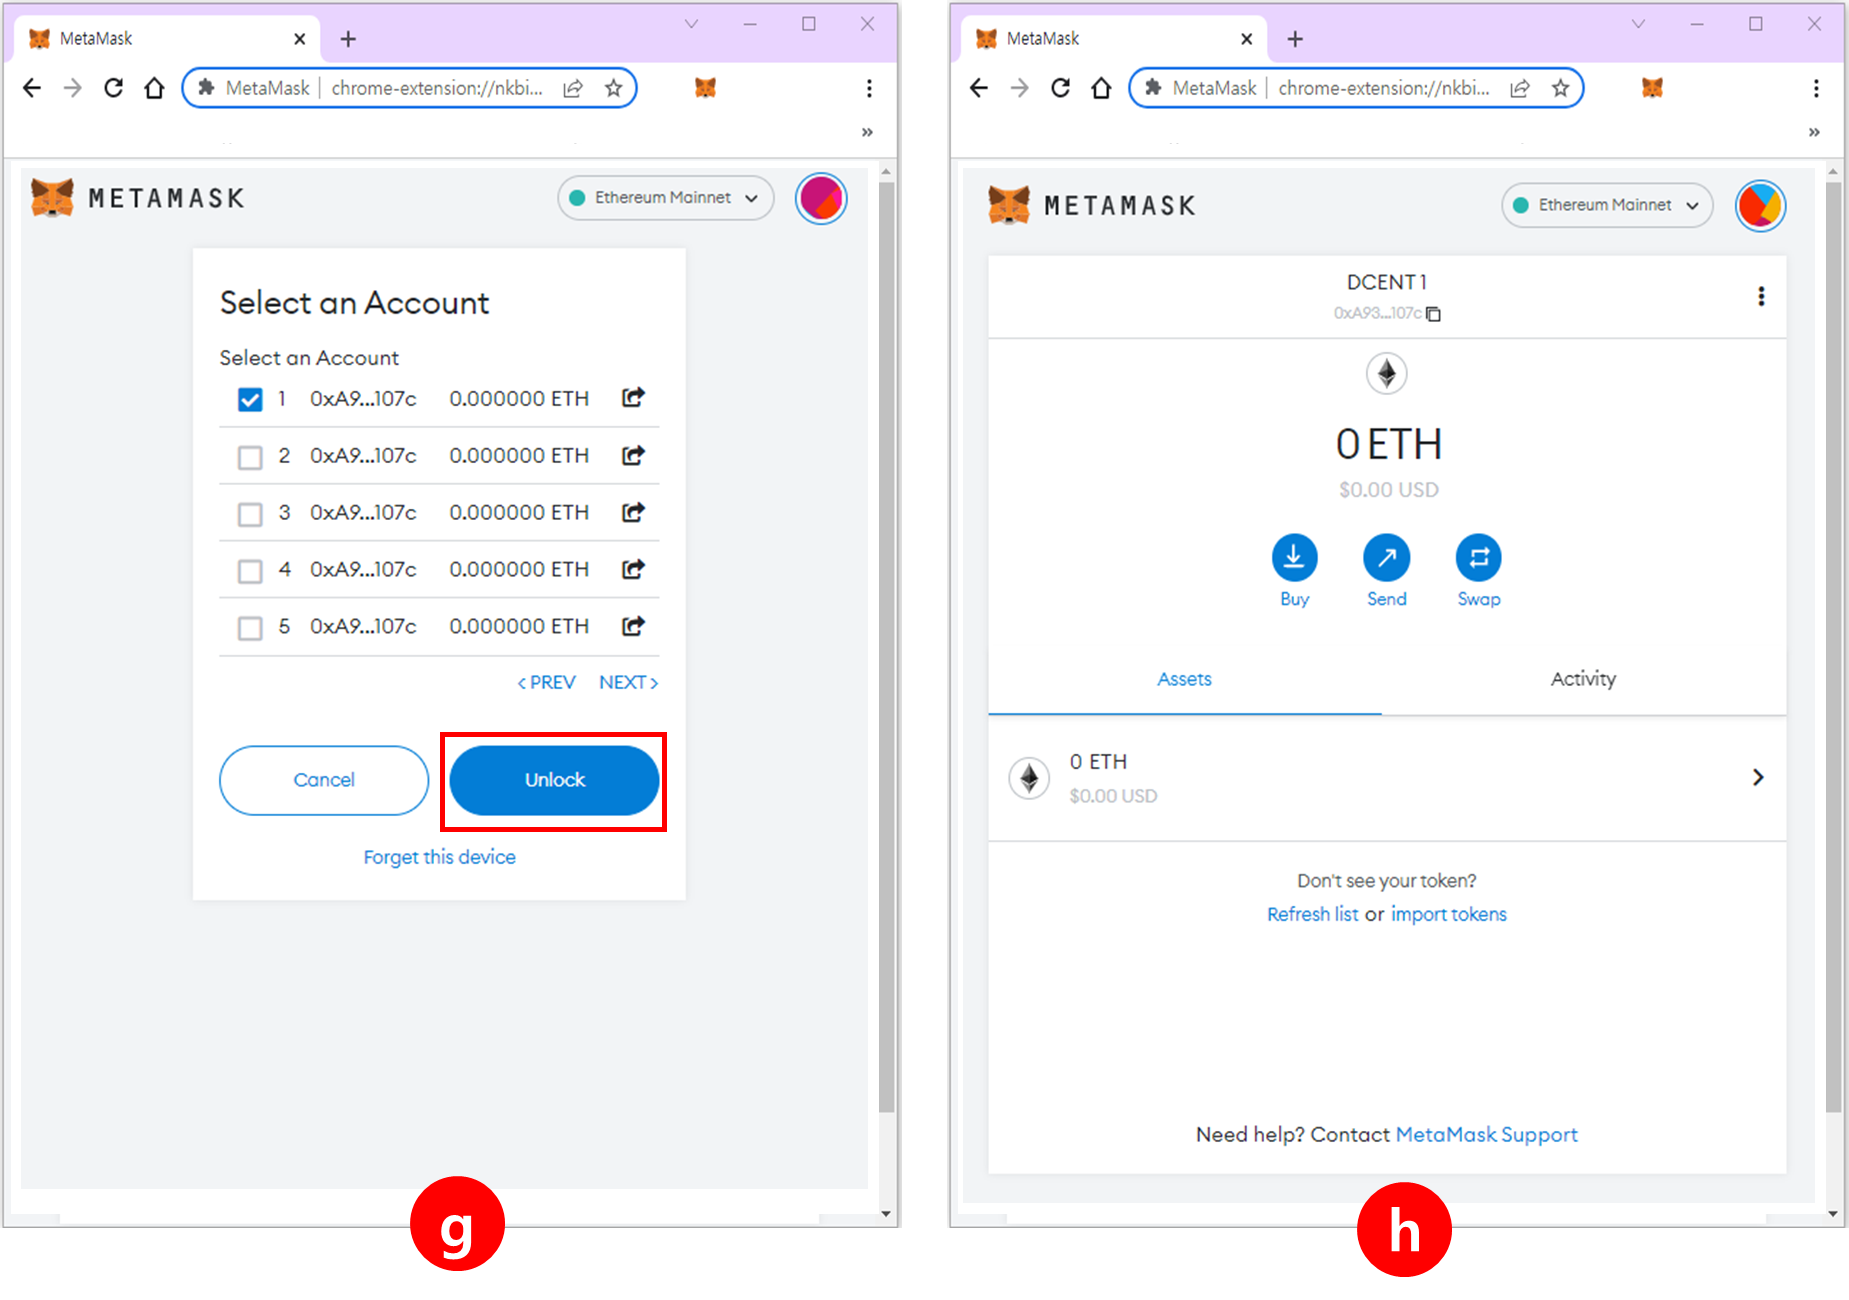 MetaMask
MetaMask | chrome-extension://nkbi...
»
METAMASK
Ethereum Mainnet
Select an Account
Select an Account
1 0xA9...107c 0.000000 ETH
2 0xA9...107c 0.000000 ETH
3 0xA9...107c 0.000000 ETH
4 0xA9...107c 0.000000 ETH
5 0xA9...107c 0.000000 ETH
< PREV NEXT >
Cancel Unlock
Forget this device
g
MetaMask
MetaMask | chrome-extension://nkbi...
»
METAMASK
Ethereum Mainnet
DCENT 1
0xA93...107c
0 ETH
$0.00 USD
Buy Send Swap
Assets Activity
0 ETH
$0.00 USD
Don't see your token?
Refresh list or import tokens
Need help? Contact MetaMask Support
h